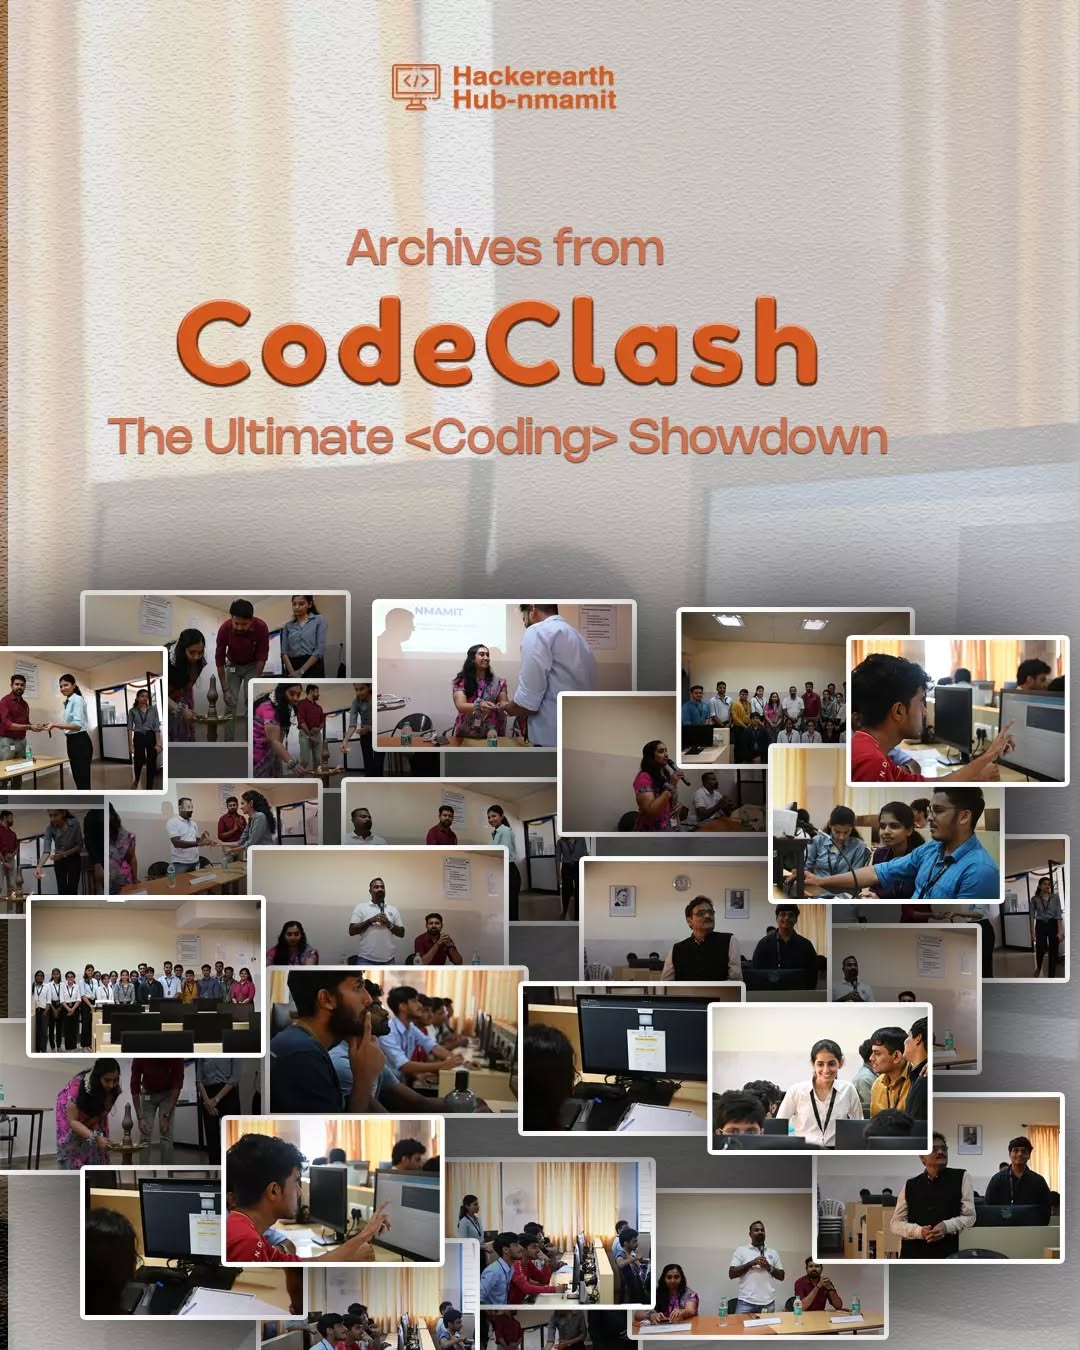 Hackerearth
Hub-nmamit
Archives from
CodeClash
The Ultimate <Coding> Showdown
NMAMIT